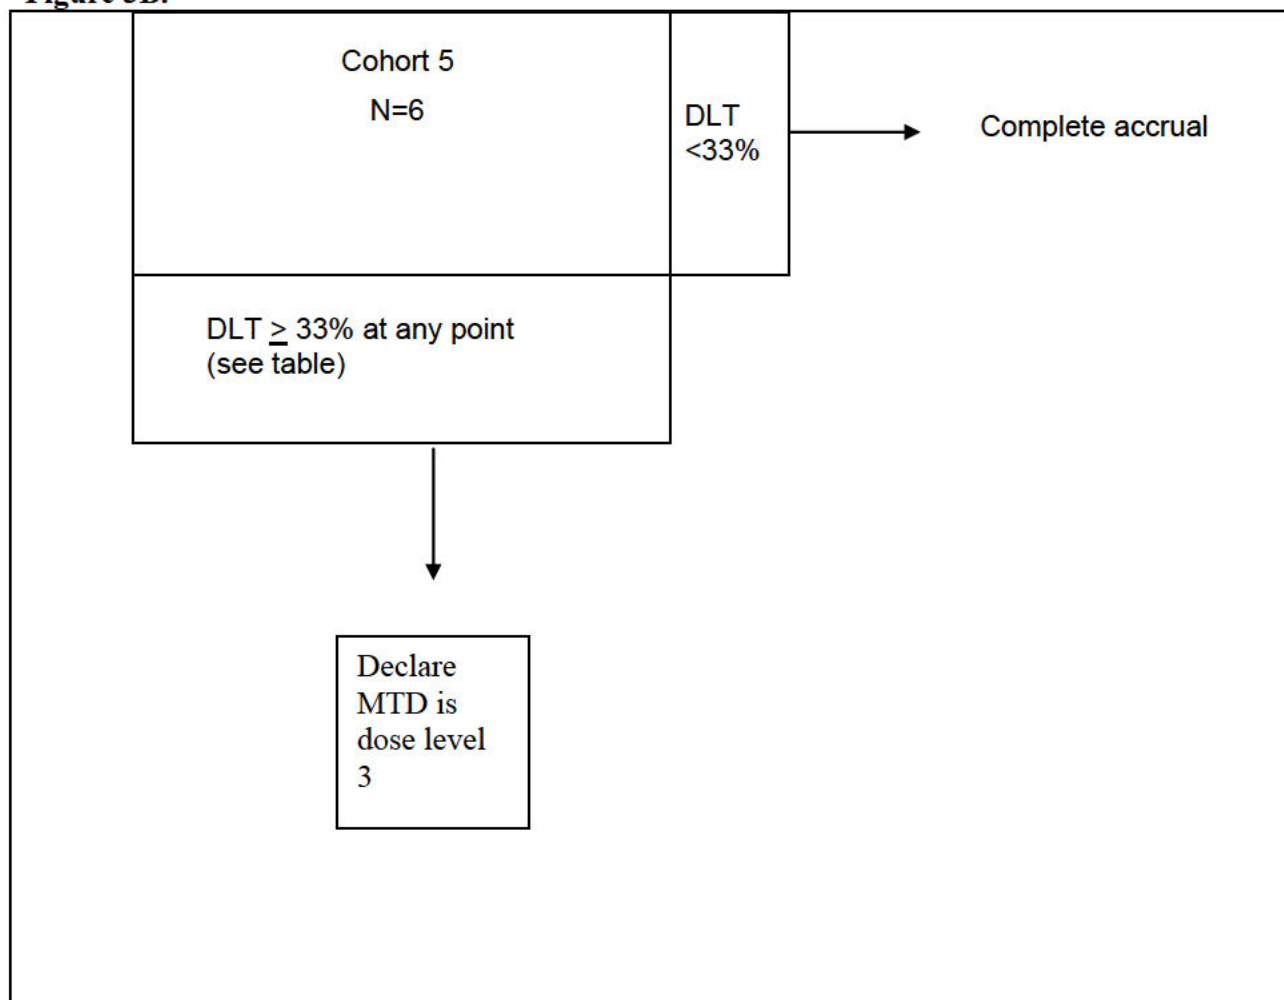 Figure 3B.
Cohort 5
N=6
DLT
<33%
Complete accrual
DLT ≥ 33% at any point
(see table)
Declare
MTD is
dose level
3